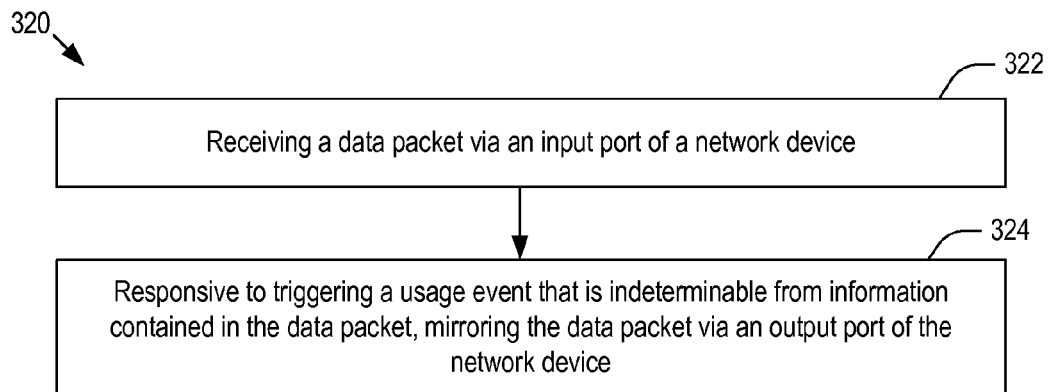 320
322
Receiving a data packet via an input port of a network device
324
Responsive to triggering a usage event that is indeterminable from information
contained in the data packet, mirroring the data packet via an output port of the
network device